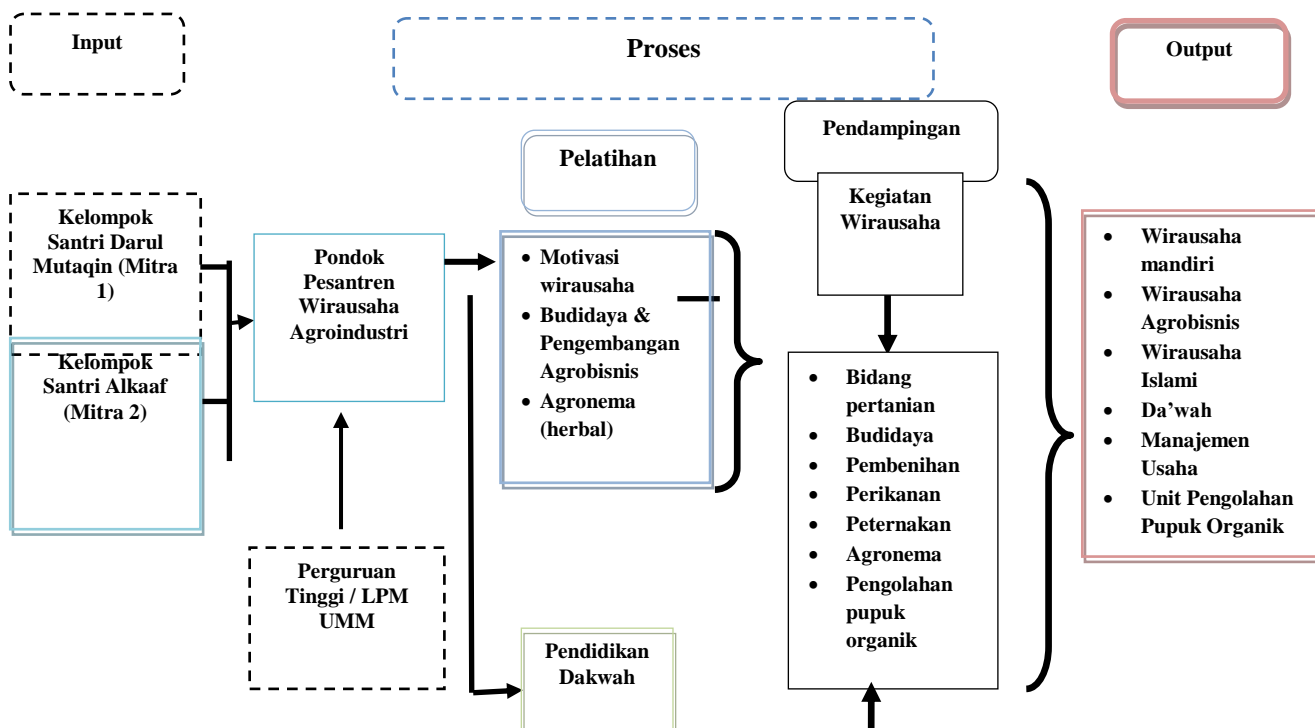 Input
Proses
Output
Kelompok
Santri Darul
Mutaqin (Mitra
1)
Kelompok
Santri Alkaaf
(Mitra 2)
Pondok
Pesantren
Wirausaha
Agroindustri
Perguruan
Tinggi / LPM
UMM
Pelatihan
• Motivasi
wirausaha
• Budidaya &
Pengembangan
Agrobisnis
• Agronema
(herbal)
Pendidikan
Dakwah
Pendampingan
Kegiatan
Wirausaha
• Bidang
pertanian
• Budidaya
• Pembenihan
• Perikanan
• Peternakan
• Agronema
• Pengolahan
pupuk
organik
• Wirausaha
mandiri
• Wirausaha
Agrobisnis
• Wirausaha
Islami
• Da’wah
• Manajemen
Usaha
• Unit Pengolahan
Pupuk Organik